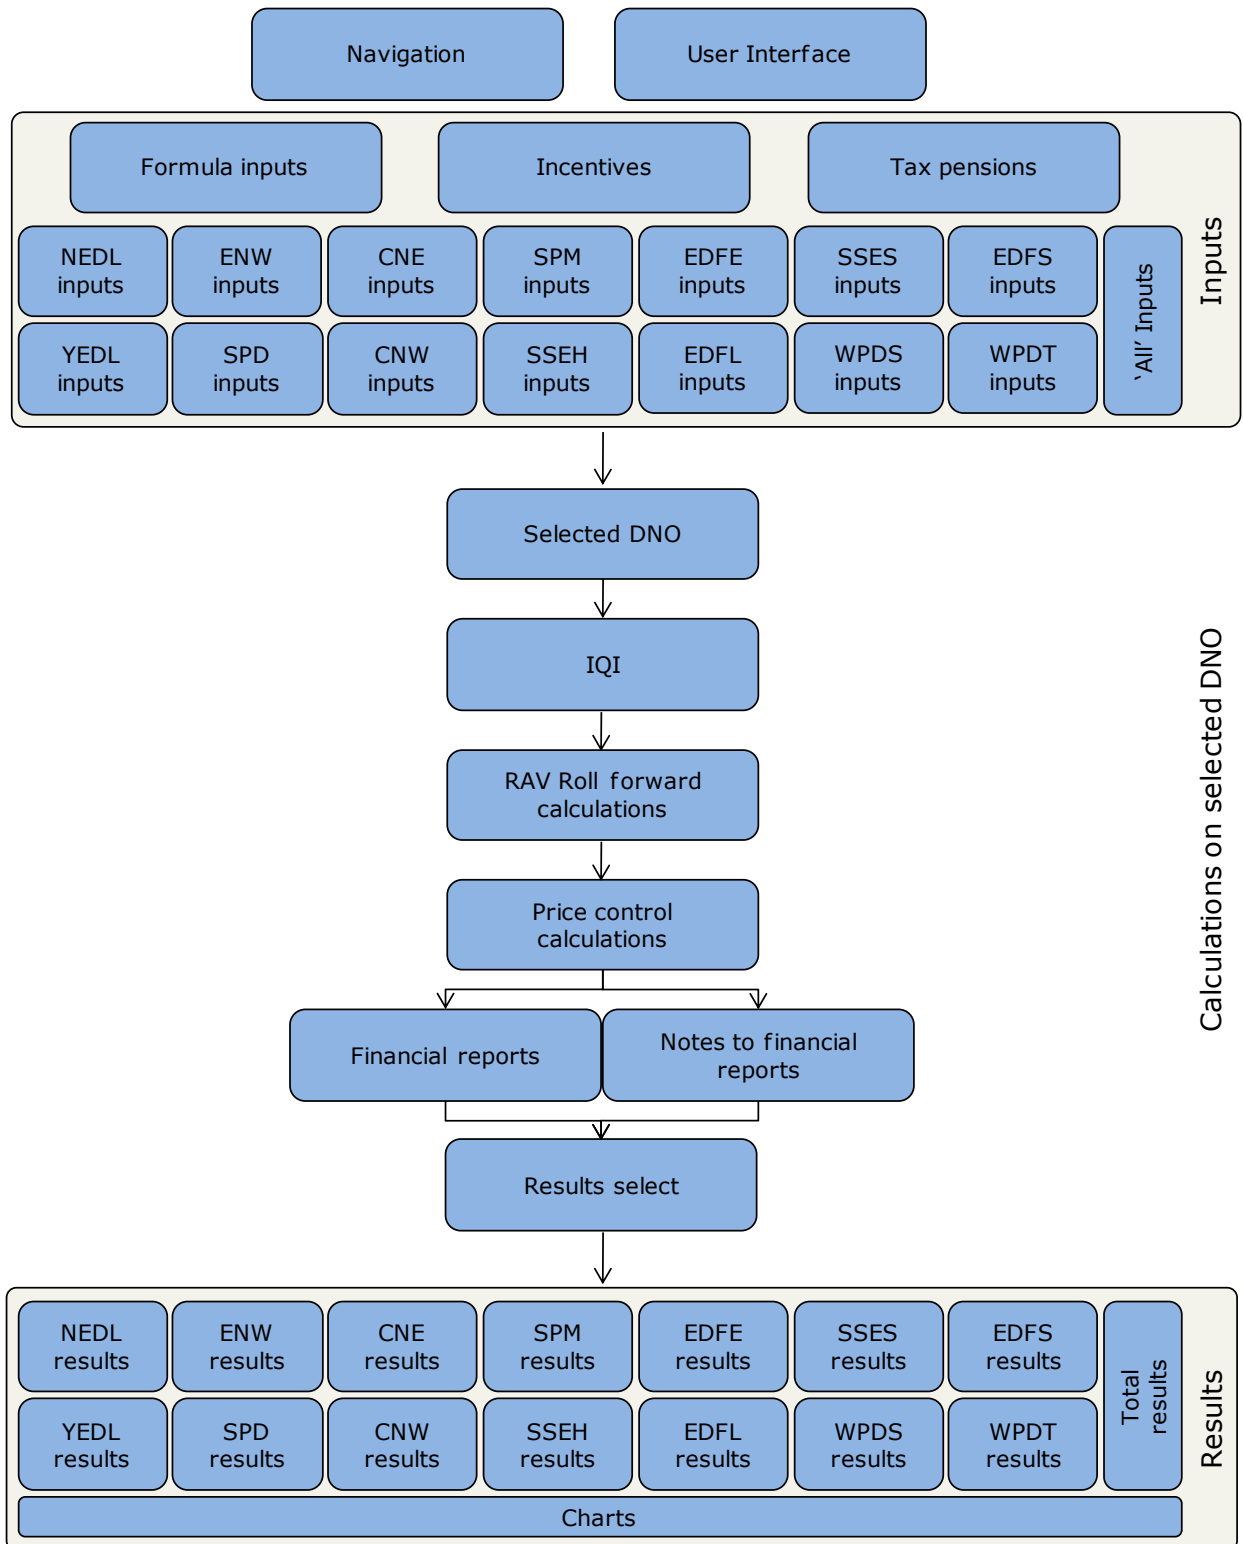 Navigation
User Interface
Formula inputs
Incentives
Tax pensions
NEDL
inputs
ENW
inputs
CNE
inputs
SPM
inputs
EDFE
inputs
SSES
inputs
EDFS
inputs
YEDL
inputs
SPD
inputs
CNW
inputs
SSEH
inputs
EDFL
inputs
WPDS
inputs
WPDT
inputs
‘All’ Inputs
Inputs
Selected DNO
IQI
RAV Roll forward
calculations
Price control
calculations
Financial reports
Notes to financial
reports
Results select
Calculations on selected DNO
NEDL
results
ENW
results
CNE
results
SPM
results
EDFE
results
SSES
results
EDFS
results
YEDL
results
SPD
results
CNW
results
SSEH
results
EDFL
results
WPDS
results
WPDT
results
Total
results
Results
Charts